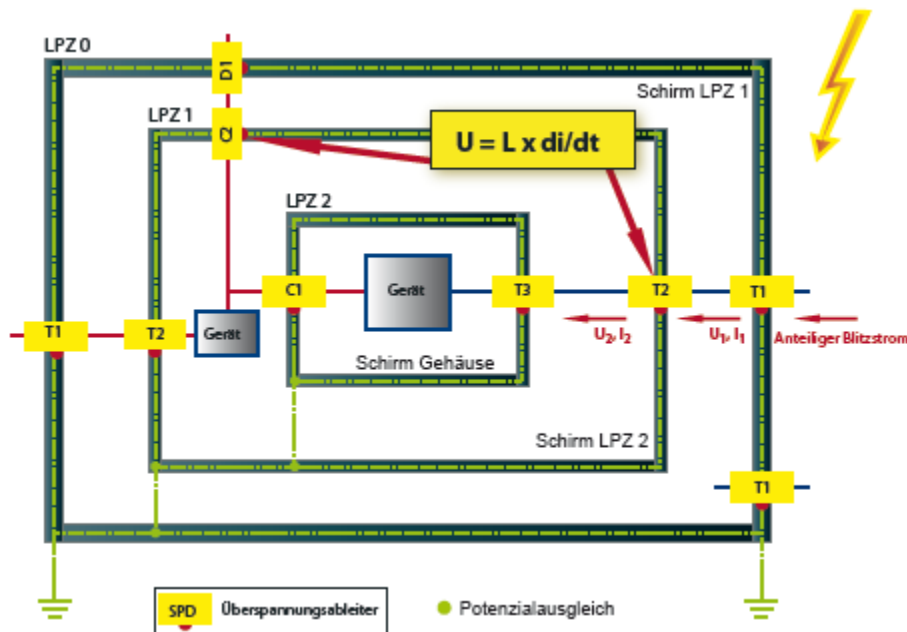 LPZ 0
D1
Schirm LPZ 1
LPZ 1
C2
U = L x di/dt
LPZ 2
C1
Gerät
T3
T2
T1
T1
T2
Gerät
U2, I2
U1, I1
Anteiliger Blitzstrom
Schirm Gehäuse
Schirm LPZ 2
T1
SPD
Überspannungsableiter
Potenzialausgleich